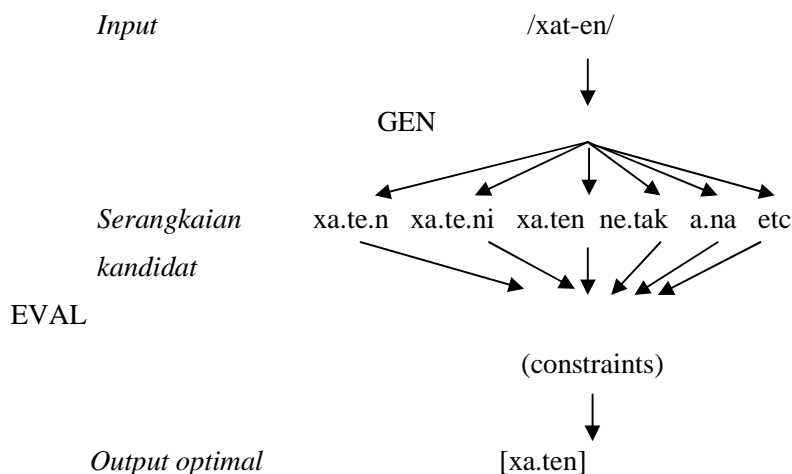 Input /xat-en/
GEN
Serangkaian xa.te.n xa.te.ni xa.ten ne.tak a.na etc
kandidat
EVAL
(constraints)
Output optimal [xa.ten]